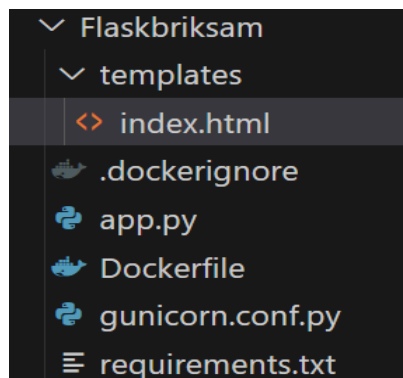 Flaskbriksam
templates
index.html
.dockerignore
app.py
Dockerfile
gunicorn.conf.py
requirements.txt